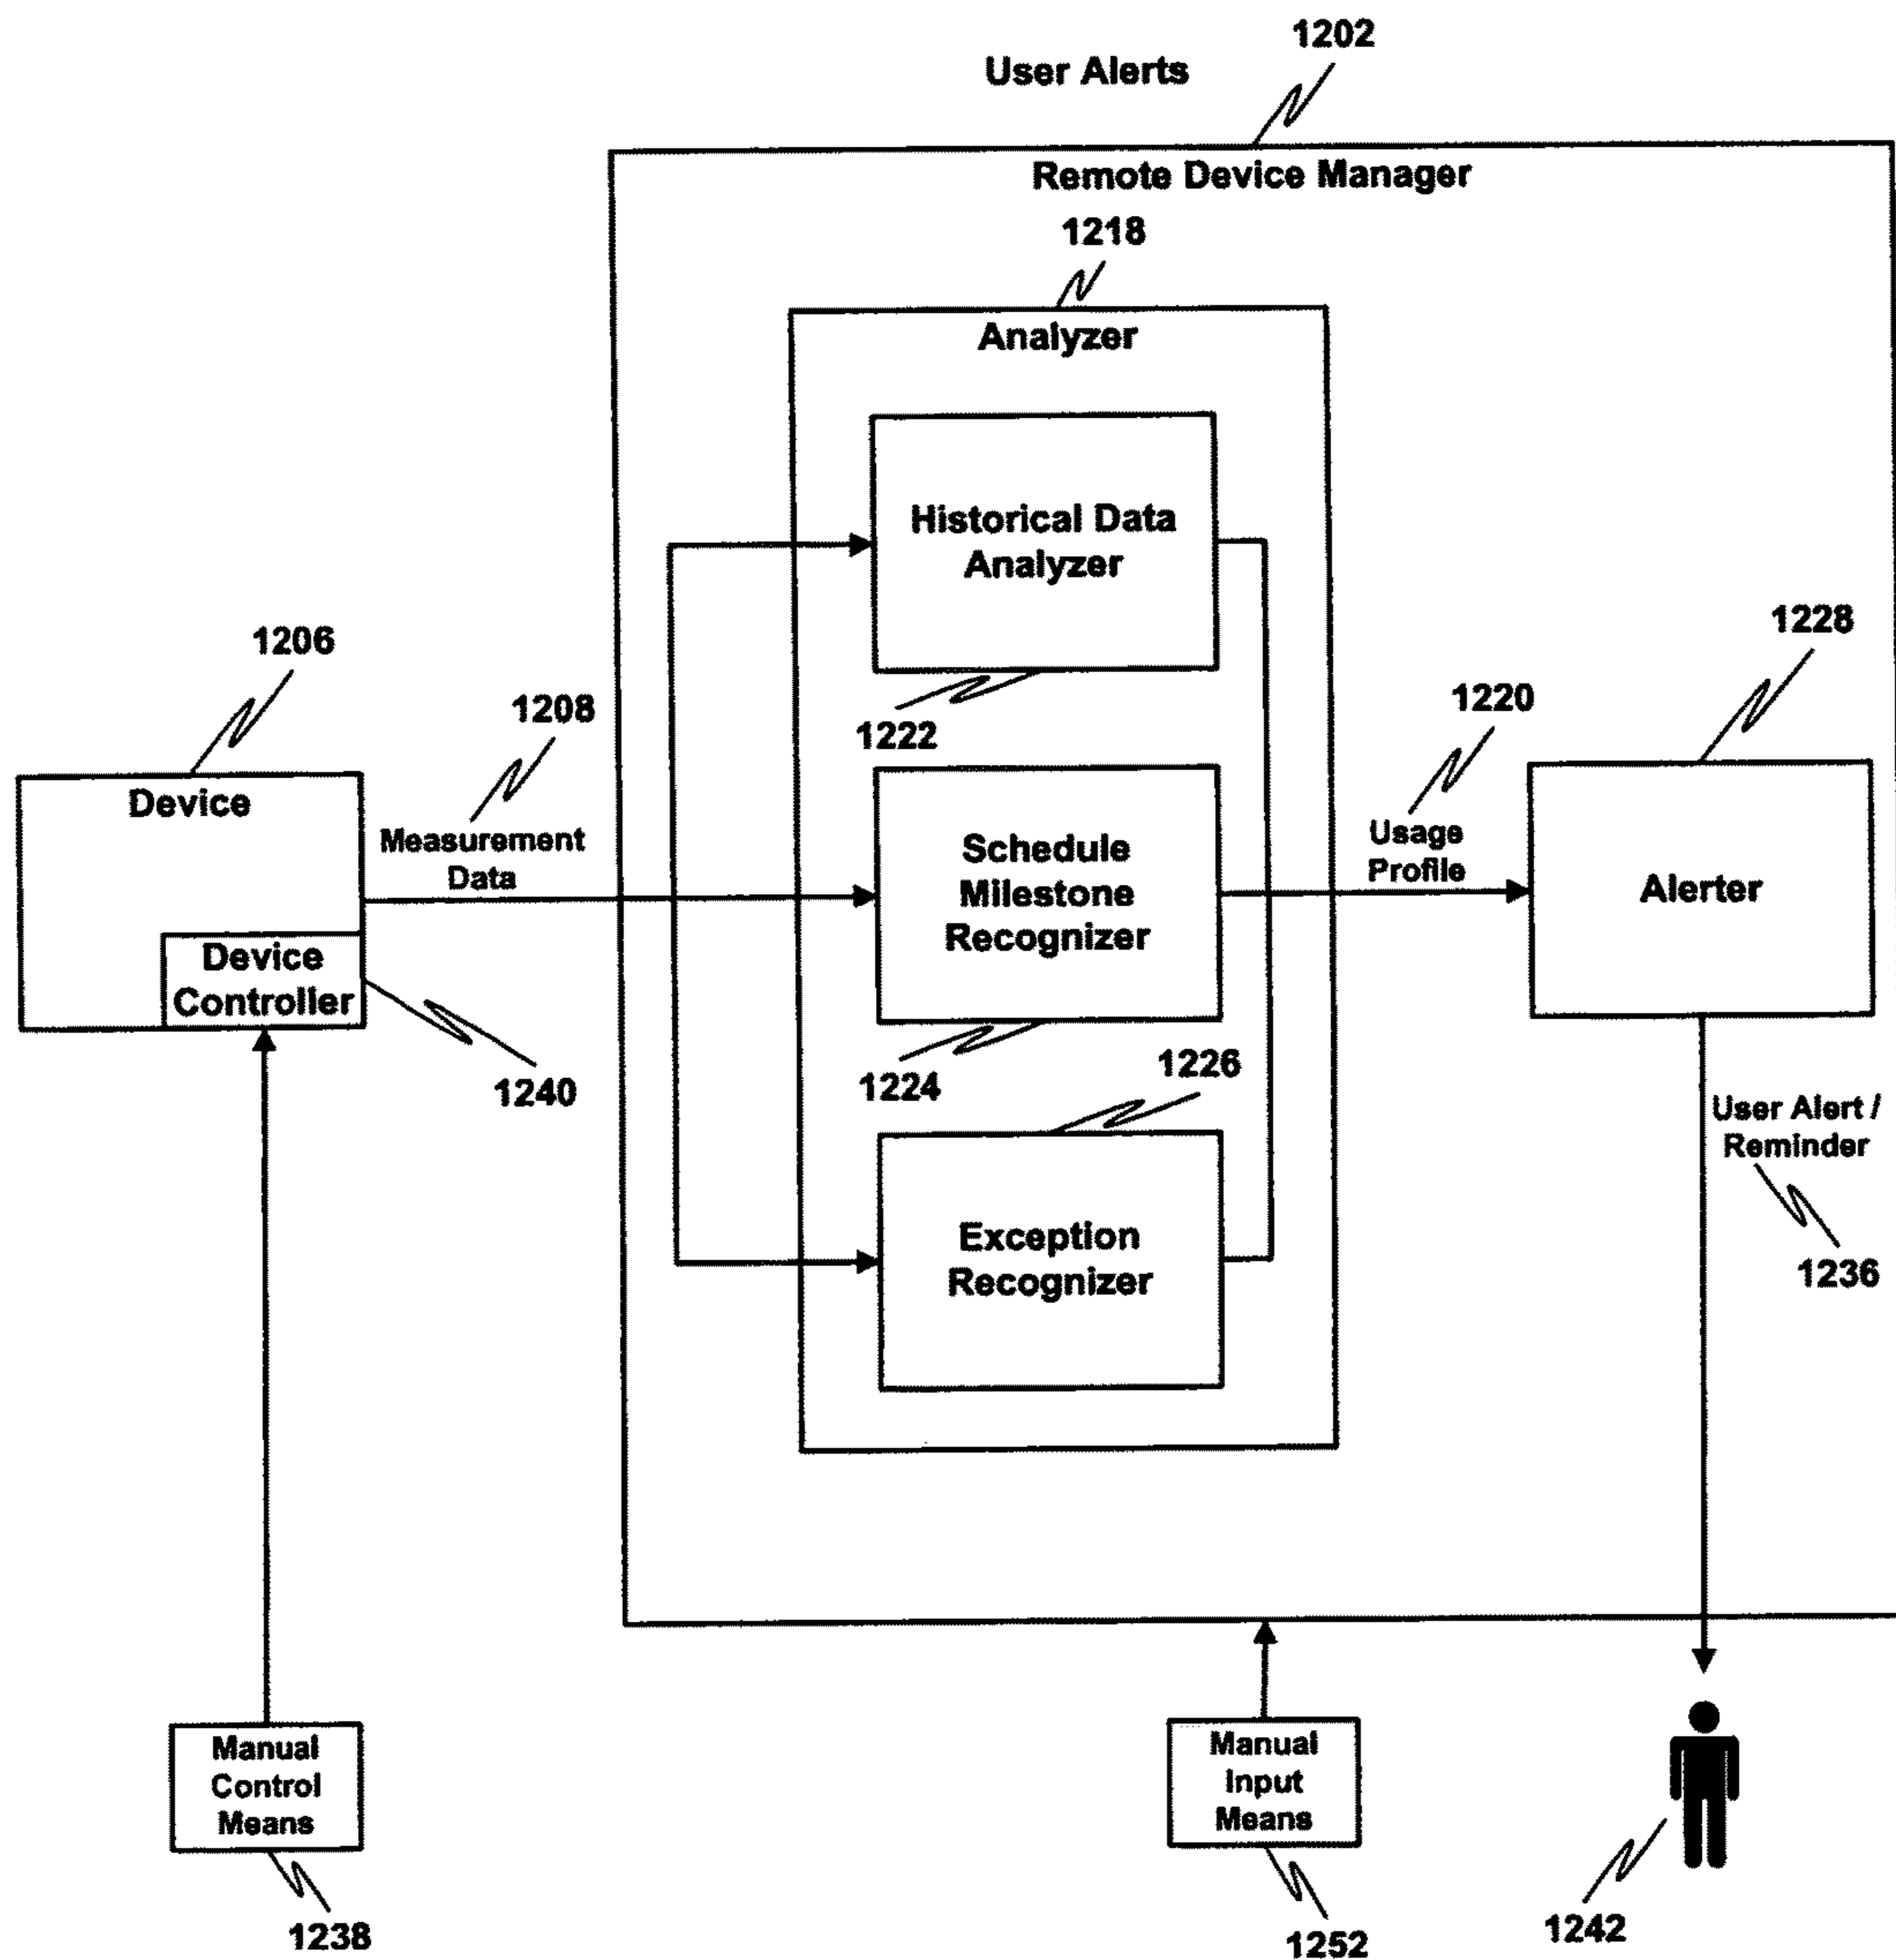 1202
User Alerts
Remote Device Manager
1218
Analyzer
Historical Data
Analyzer
1222
1206
1208
Device
Measurement
Data
Device
Controller
1240
Schedule
Milestone
Recognizer
1224
1220
Usage
Profile
1228
Alerter
1226
Exception
Recognizer
User Alert /
Reminder
1236
Manual
Control
Means
1238
Manual
Input
Means
1252
1242